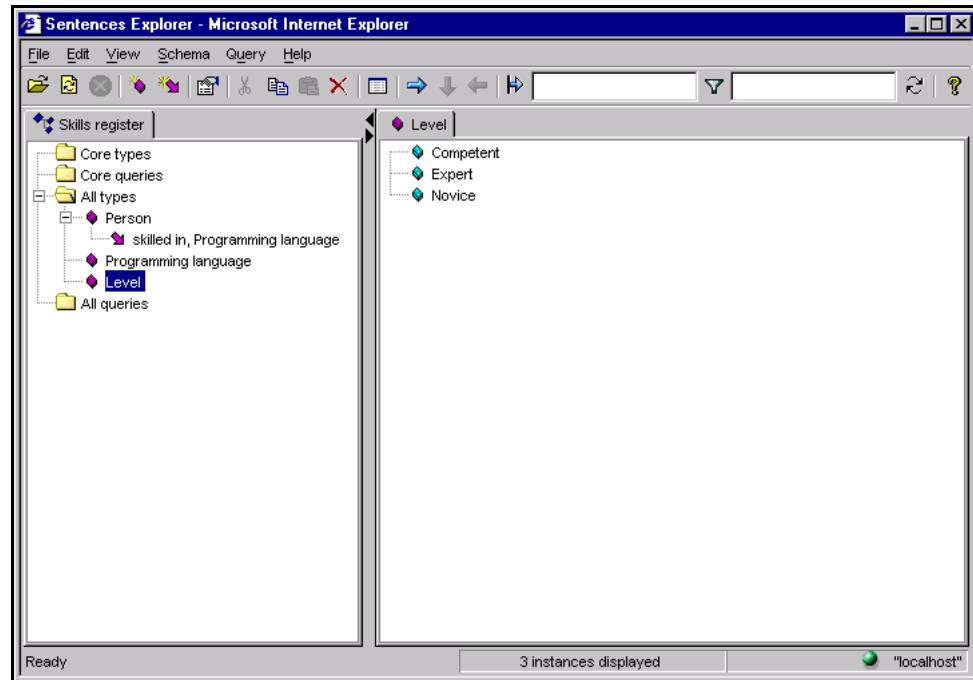 Sentences Explorer - Microsoft Internet Explorer
File Edit View Schema Query Help
Skills register
Level
Core types
Core queries
All types
Person
skilled in, Programming language
Programming language
Level
All queries
Competent
Expert
Novice
Ready
3 instances displayed
"localhost"